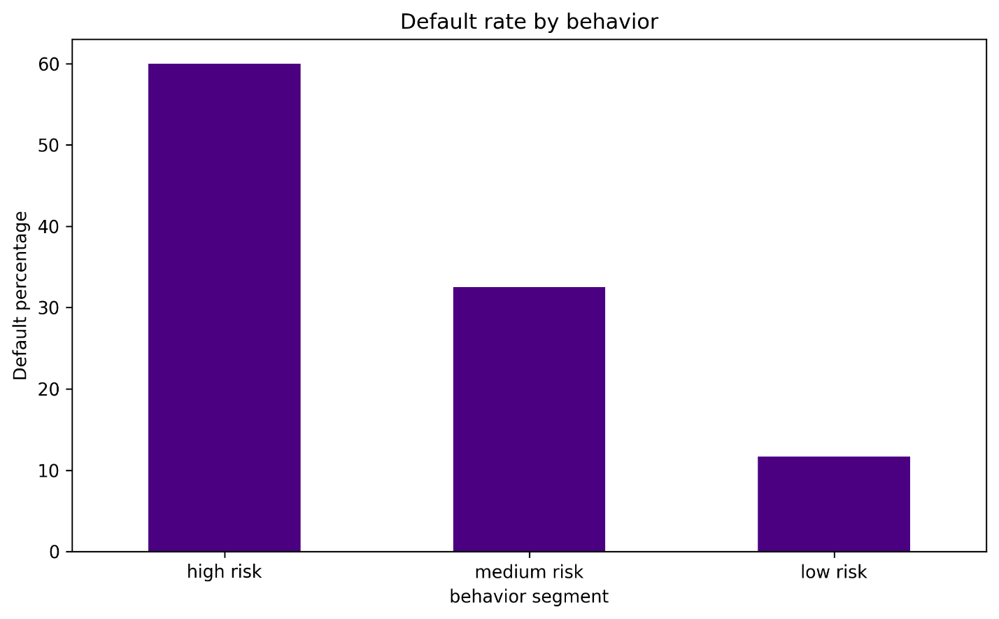 Default rate by behavior
Default percentage
60
50
40
30
20
10
0
high risk
medium risk
low risk
behavior segment